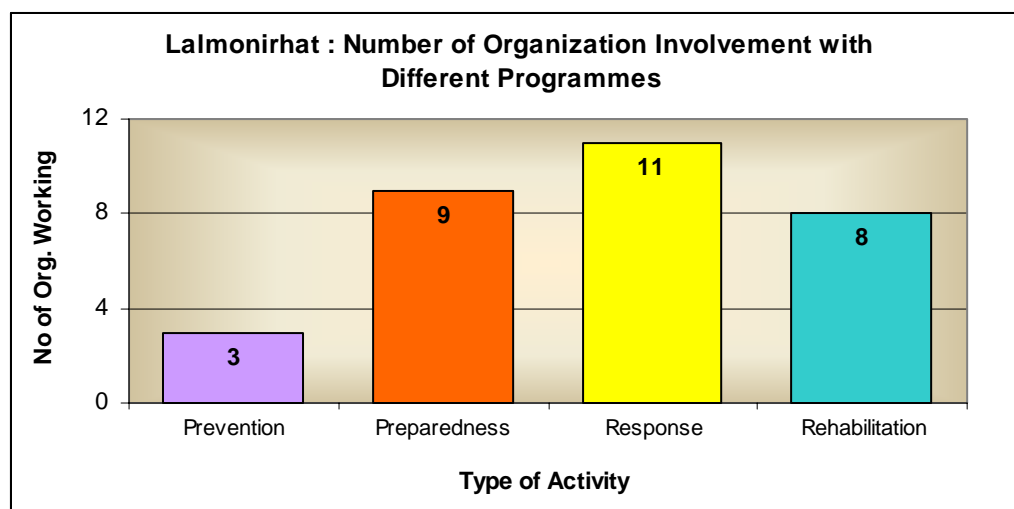 Lalmonirhat : Number of Organization Involvement with
Different Programmes
No of Org. Working
12
8
4
0
3
9
11
8
Prevention
Preparedness
Response
Rehabilitation
Type of Activity